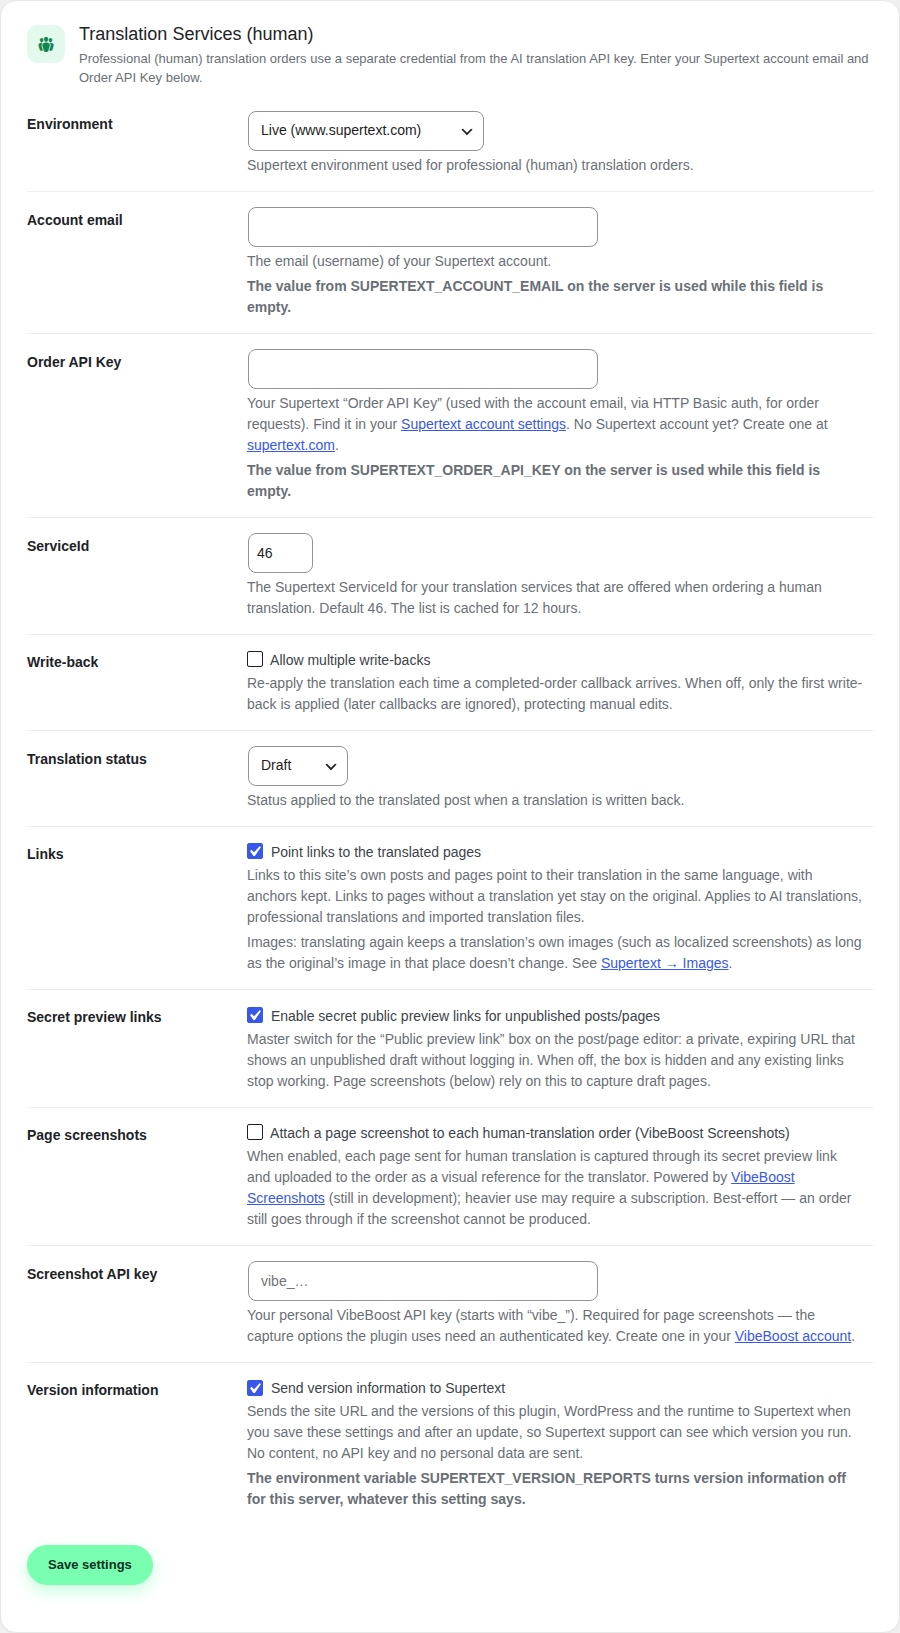 Translation Services (human)
Professional (human) translation orders use a separate credential from the AI translation API key. Enter your Supertext account email and
Order API Key below.
Environment
Live (www.supertext.com)
Supertext environment used for professional (human) translation orders.
Account email
The email (username) of your Supertext account.
The value from SUPERTEXT_ACCOUNT_EMAIL on the server is used while this field is
empty.
Order API Key
Your Supertext “Order API Key” (used with the account email, via HTTP Basic auth, for order
requests). Find it in your Supertext account settings. No Supertext account yet? Create one at
supertext.com.
The value from SUPERTEXT_ORDER_API_KEY on the server is used while this field is
empty.
ServiceId
46
The Supertext ServiceId for your translation services that are offered when ordering a human
translation. Default 46. The list is cached for 12 hours.
Write-back
Allow multiple write-backs
Re-apply the translation each time a completed-order callback arrives. When off, only the first write-
back is applied (later callbacks are ignored), protecting manual edits.
Translation status
Draft
Status applied to the translated post when a translation is written back.
Links
Point links to the translated pages
Links to this site’s own posts and pages point to their translation in the same language, with
anchors kept. Links to pages without a translation yet stay on the original. Applies to AI translations,
professional translations and imported translation files.
Images: translating again keeps a translation’s own images (such as localized screenshots) as long
as the original’s image in that place doesn’t change. See Supertext → Images.
Secret preview links
Enable secret public preview links for unpublished posts/pages
Master switch for the “Public preview link” box on the post/page editor: a private, expiring URL that
shows an unpublished draft without logging in. When off, the box is hidden and any existing links
stop working. Page screenshots (below) rely on this to capture draft pages.
Page screenshots
Attach a page screenshot to each human-translation order (VibeBoost Screenshots)
When enabled, each page sent for human translation is captured through its secret preview link
and uploaded to the order as a visual reference for the translator. Powered by VibeBoost
Screenshots (still in development); heavier use may require a subscription. Best-effort — an order
still goes through if the screenshot cannot be produced.
Screenshot API key
vibe_…
Your personal VibeBoost API key (starts with “vibe_”). Required for page screenshots — the
capture options the plugin uses need an authenticated key. Create one in your VibeBoost account.
Version information
Send version information to Supertext
Sends the site URL and the versions of this plugin, WordPress and the runtime to Supertext when
you save these settings and after an update, so Supertext support can see which version you run.
No content, no API key and no personal data are sent.
The environment variable SUPERTEXT_VERSION_REPORTS turns version information off
for this server, whatever this setting says.
Save settings